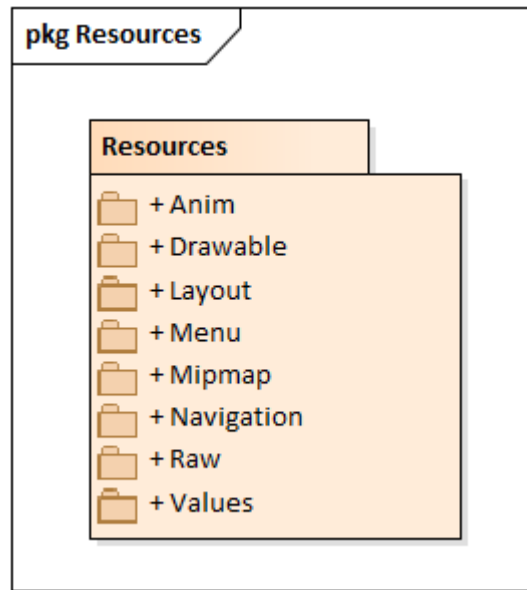 pkg Resources
Resources
+ Anim
+ Drawable
+ Layout
+ Menu
+ Mipmap
+ Navigation
+ Raw
+ Values